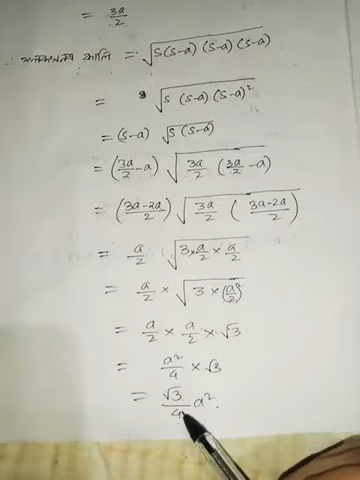 = 3a/2
∴ কালি = √S(S-a) (S-a) (S-a)
= √S (S-a) (S-a)²
= (S-a) √S (S-a)
= (3a/2 - a) √3a/2 (3a/2 - a)
= (3a-2a/2) √3a/2 (3a-2a/2)
= a/2 √3×a/2 × a/2
= a/2 × √3 × (a/2)²
= a/2 × a/2 × √3
= a²/4 × √3
= √3/4 a².